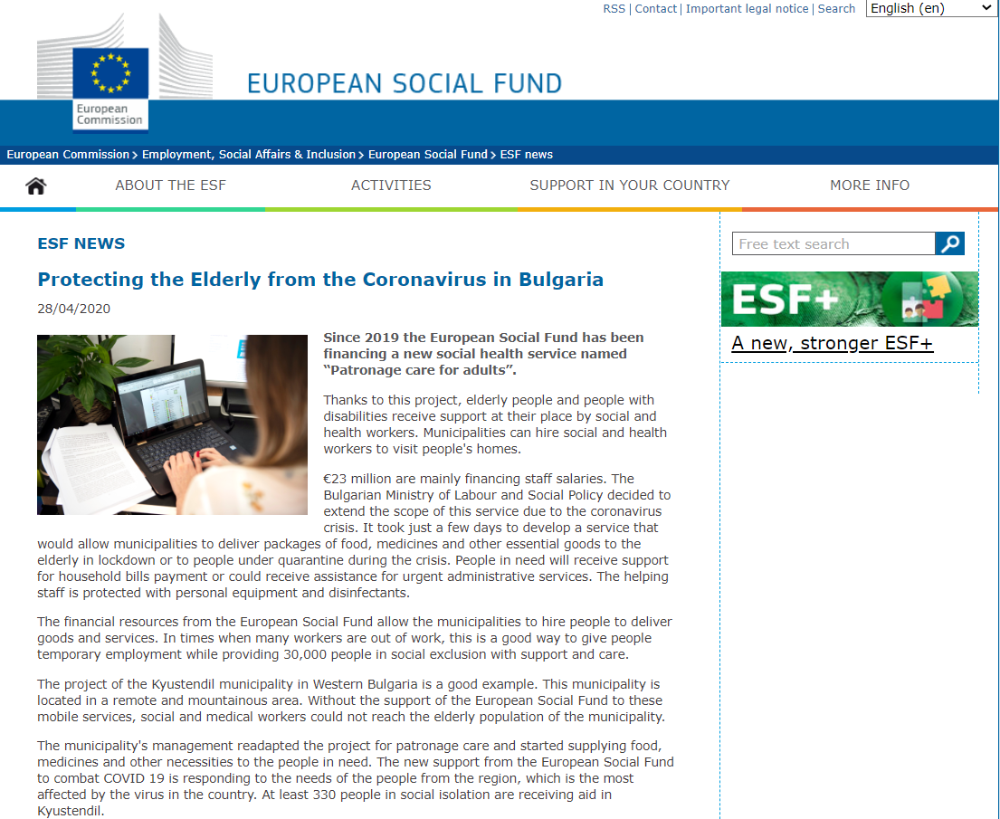 RSS | Contact | Important legal notice | Search English (en)
European
Commission
EUROPEAN SOCIAL FUND
European Commission > Employment, Social Affairs & Inclusion > European Social Fund > ESF news
ABOUT THE ESF ACTIVITIES SUPPORT IN YOUR COUNTRY MORE INFO
ESF NEWS
Protecting the Elderly from the Coronavirus in Bulgaria
28/04/2020
Since 2019 the European Social Fund has been
financing a new social health service named
“Patronage care for adults”.
Thanks to this project, elderly people and people with
disabilities receive support at their place by social and
health workers. Municipalities can hire social and health
workers to visit people's homes.
€23 million are mainly financing staff salaries. The
Bulgarian Ministry of Labour and Social Policy decided to
extend the scope of this service due to the coronavirus
crisis. It took just a few days to develop a service that
would allow municipalities to deliver packages of food, medicines and other essential goods to the
elderly in lockdown or to people under quarantine during the crisis. People in need will receive support
for household bills payment or could receive assistance for urgent administrative services. The helping
staff is protected with personal equipment and disinfectants.
The financial resources from the European Social Fund allow the municipalities to hire people to deliver
goods and services. In times when many workers are out of work, this is a good way to give people
temporary employment while providing 30,000 people in social exclusion with support and care.
The project of the Kyustendil municipality in Western Bulgaria is a good example. This municipality is
located in a remote and mountainous area. Without the support of the European Social Fund to these
mobile services, social and medical workers could not reach the elderly population of the municipality.
The municipality's management readapted the project for patronage care and started supplying food,
medicines and other necessities to the people in need. The new support from the European Social Fund
to combat COVID 19 is responding to the needs of the people from the region, which is the most
affected by the virus in the country. At least 330 people in social isolation are receiving aid in
Kyustendil.
Free text search
ESF+
A new, stronger ESF+